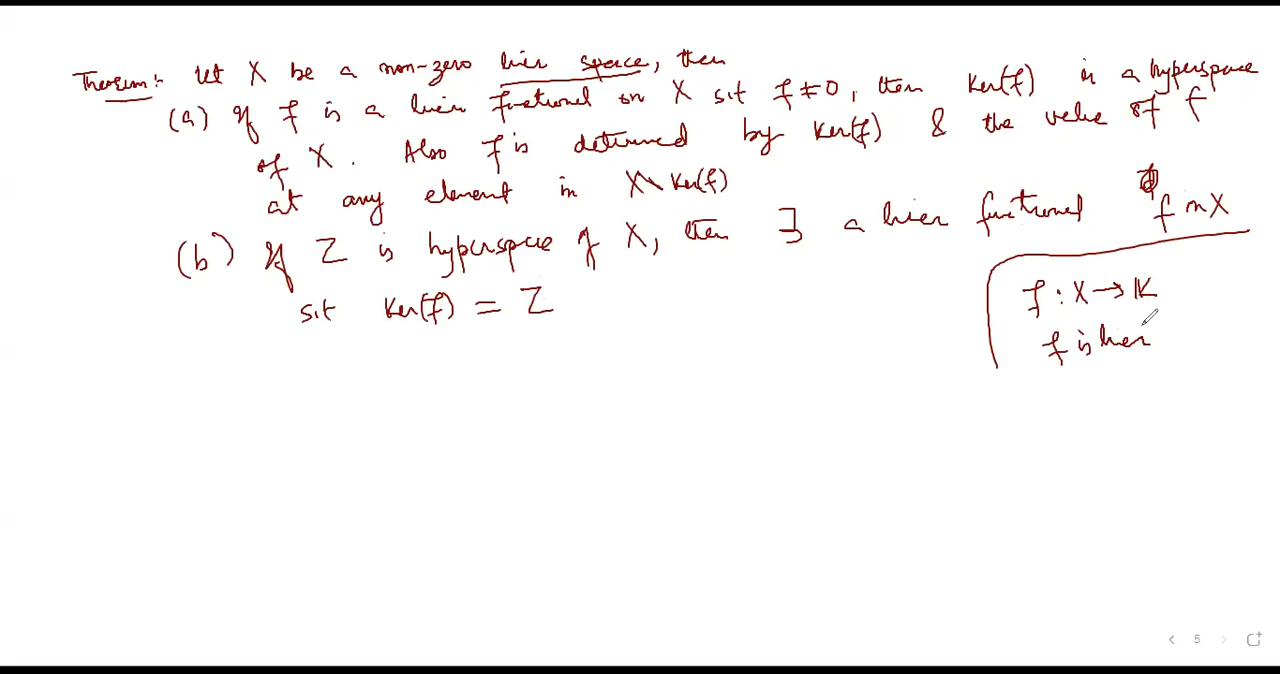 Theorem:- Let X be a non-zero linear space, then
(a) If f is a linear functional on X s.t f ≠ 0, then Ker(f) is a hyperspace
of X. Also f is determined by Ker(f) & the value of f
at any element in X \ Ker(f)
(b) If Z is hyperspace of X, then ∃ a linear functional f on X
s.t Ker(f) = Z
f : X → K
f is linear
5